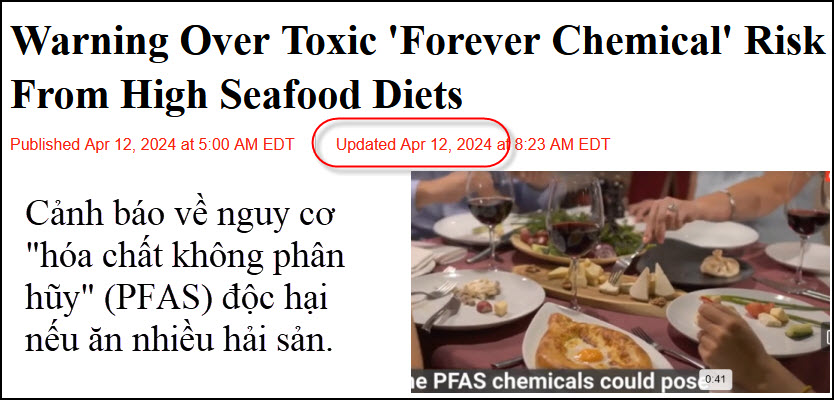 Warning Over Toxic 'Forever Chemical' Risk
From High Seafood Diets
Published Apr 12, 2024 at 5:00 AM EDT Updated Apr 12, 2024 at 8:23 AM EDT
Cảnh báo về nguy cơ
"hóa chất không phân
hũy" (PFAS) độc hại
nếu ăn nhiều hải sản.
PFAS chemicals could pose
0:41